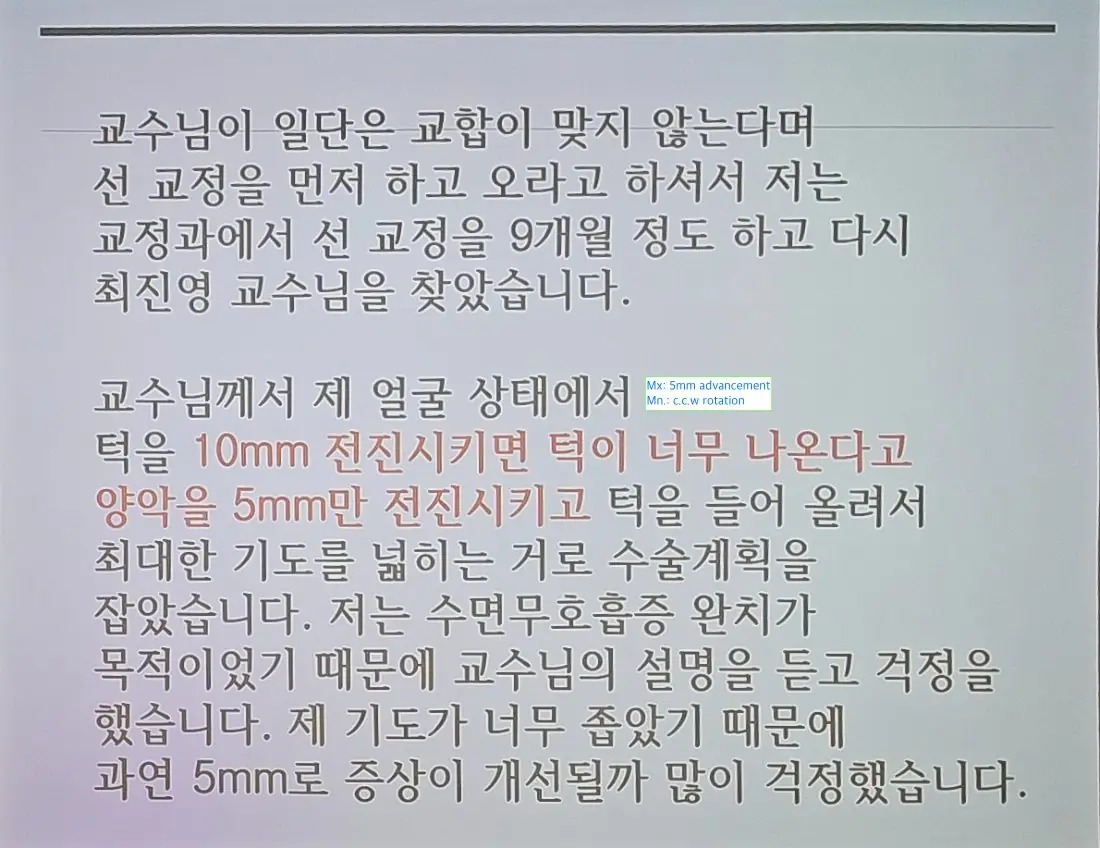 교수님이 일단은 교합이 맞지 않는다며
선 교정을 먼저 하고 오라고 하셔서 저는
교정과에서 선 교정을 9개월 정도 하고 다시
최진영 교수님을 찾았습니다.
교수님께서 제 얼굴 상태에서
Mx: 5mm advancement
Mn.: c.c.w rotation
턱을 10mm 전진시키면 턱이 너무 나온다고
양악을 5mm만 전진시키고 턱을 들어 올려서
최대한 기도를 넓히는 거로 수술계획을
잡았습니다. 저는 수면무호흡증 완치가
목적이었기 때문에 교수님의 설명을 듣고 걱정을
했습니다. 제 기도가 너무 좁았기 때문에
과연 5mm로 증상이 개선될까 많이 걱정했습니다.